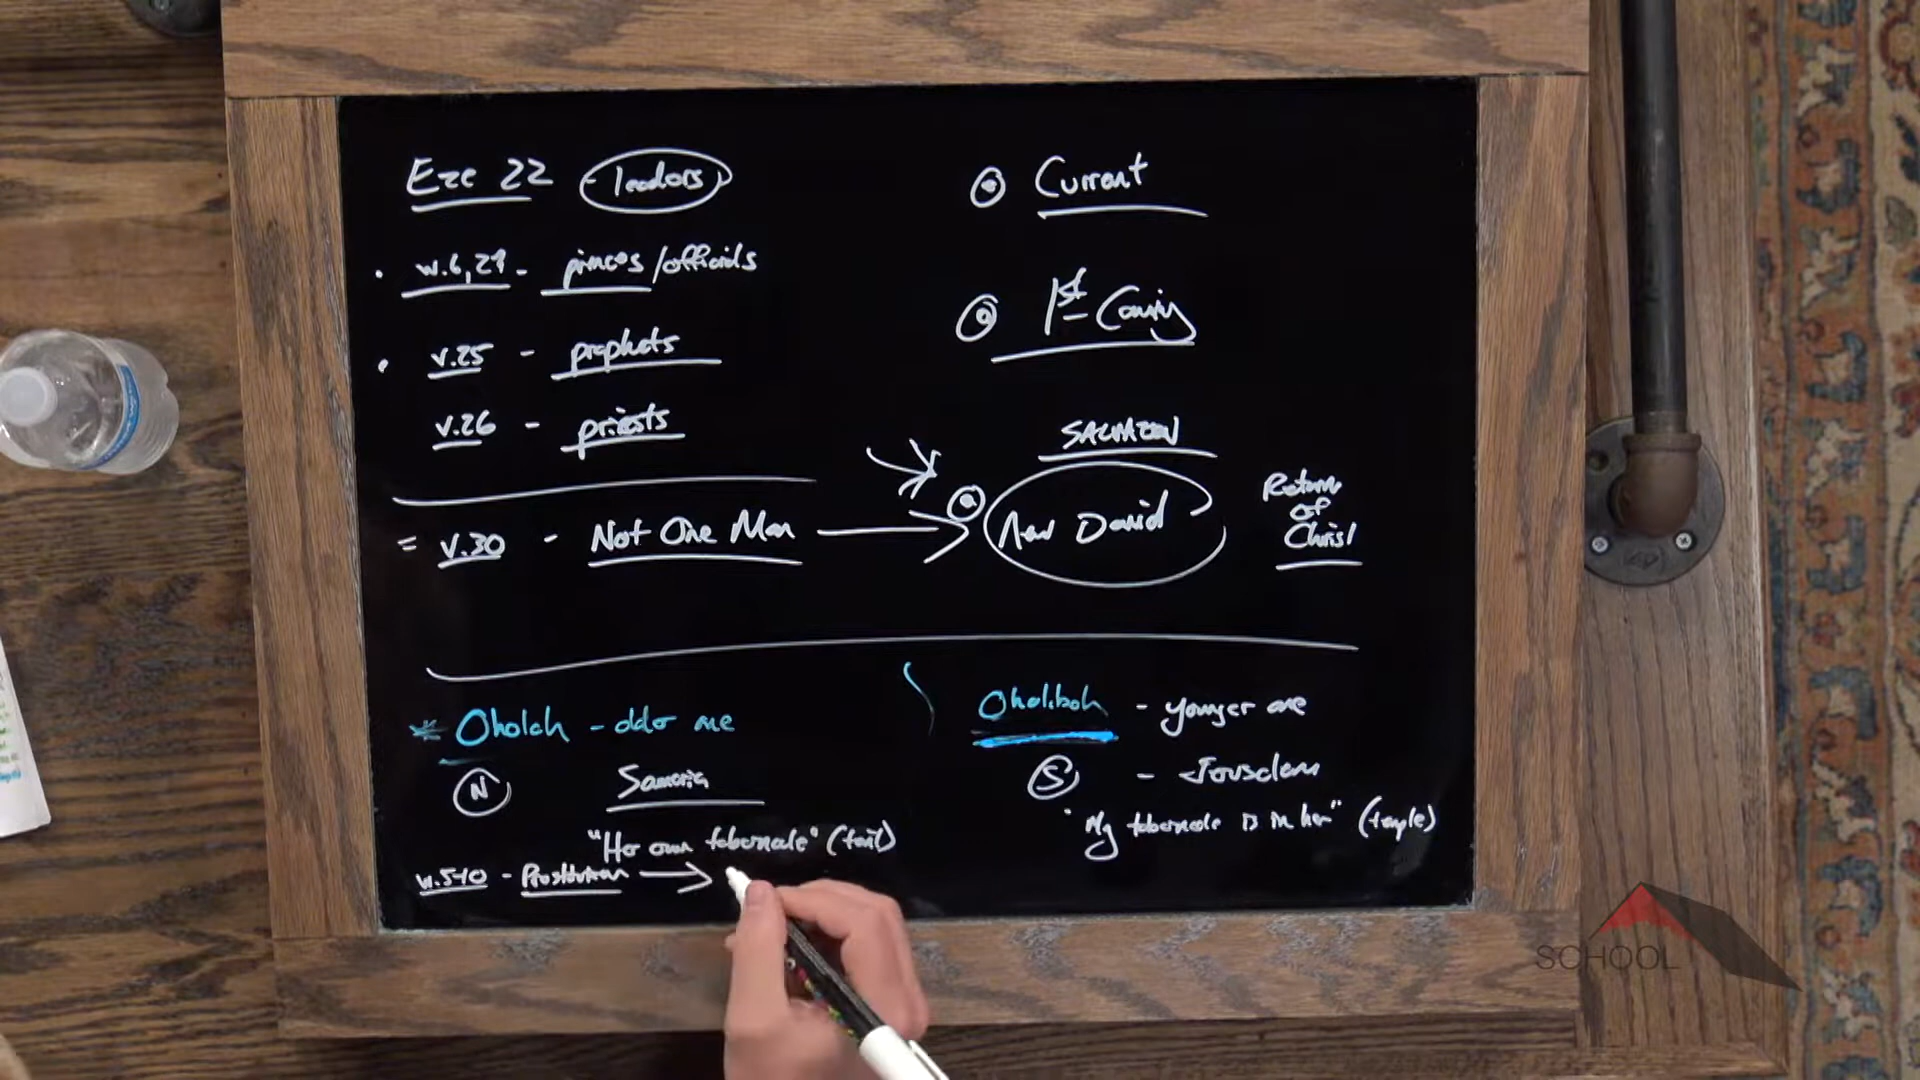 Eze 22 - leaders
• vv.6,27 - princes/officials
• v.25 - prophets
v.26 - priests
= v.30 - Not One Man →
Current
1st Coming
SALVATION
New David
Return
of
Christ
* Oholah - older one
N Samaria
"Her own tabernacle" (tent)
vv.5-10 - Prostitution →
Oholibah - younger one
S - Jerusalem
"My tabernacle is in her" (temple)
SCHOOL